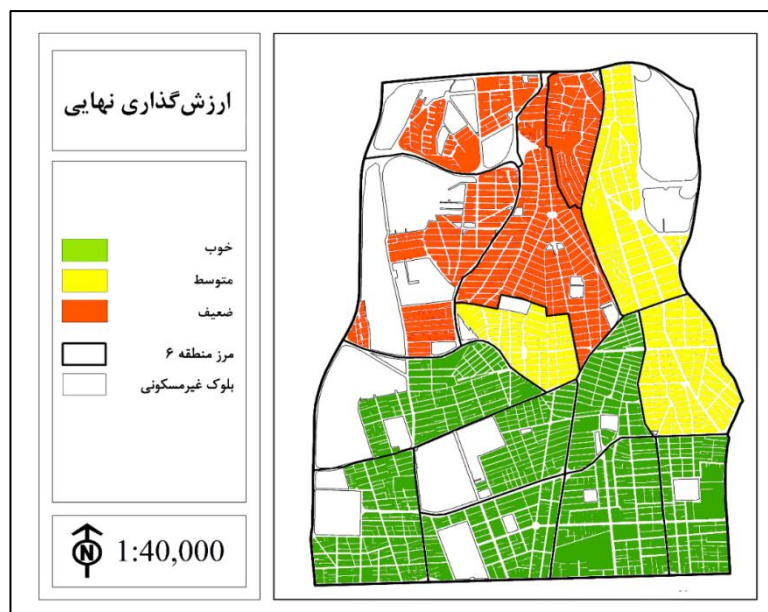 ارزش‌گذاری نهایی
خوب
متوسط
ضعیف
مرز منطقه ۶
بلوک غیرمسکونی
N 1:40,000